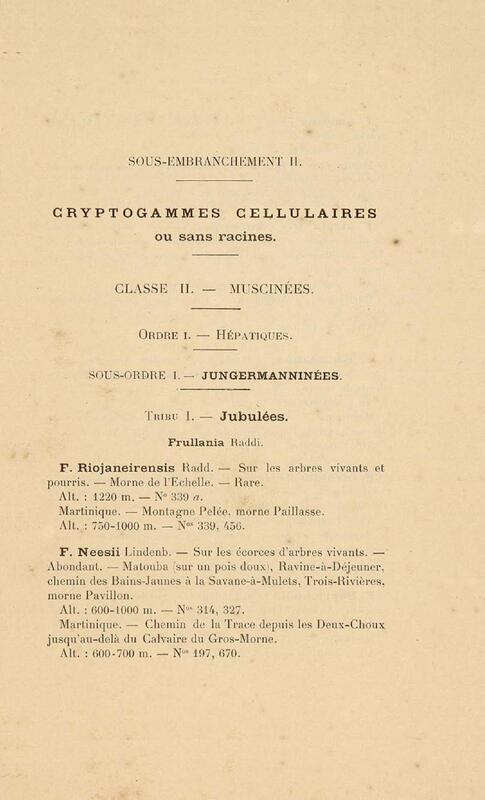 SOUS-EMBRANCHEMENT II.
CRYPTOGAMMES CELLULAIRES
ou sans racines.
CLASSE II. — MUSCINÉES.
ORDRE I. — HÉPATIQUES.
SOUS-ORDRE I. — JUNGERMANNINÉES.
TRIBU I. — Jubulées.
Frullania Raddi.
F. Riojaneirensis Radd. — Sur les arbres vivants et
pourris. — Morne de l'Echelle. — Rare.
Alt. : 1220 m. — No 339 a.
Martinique. — Montagne Pelée, morne Paillasse.
Alt. : 750-1000 m. — Nos 339, 456.
F. Neesii Lindenb. — Sur les écorces d'arbres vivants. —
Abondant. — Matouba (sur un pois doux), Ravine-à-Déjeuner,
chemin des Bains-Jaunes à la Savane-à-Mulets, Trois-Rivières,
morne Pavillon.
Alt. : 600-1000 m. — Nos 314, 327.
Martinique. — Chemin de la Trace depuis les Deux-Choux
jusqu'au-delà du Calvaire du Gros-Morne.
Alt. : 600-700 m. — Nos 197, 670.